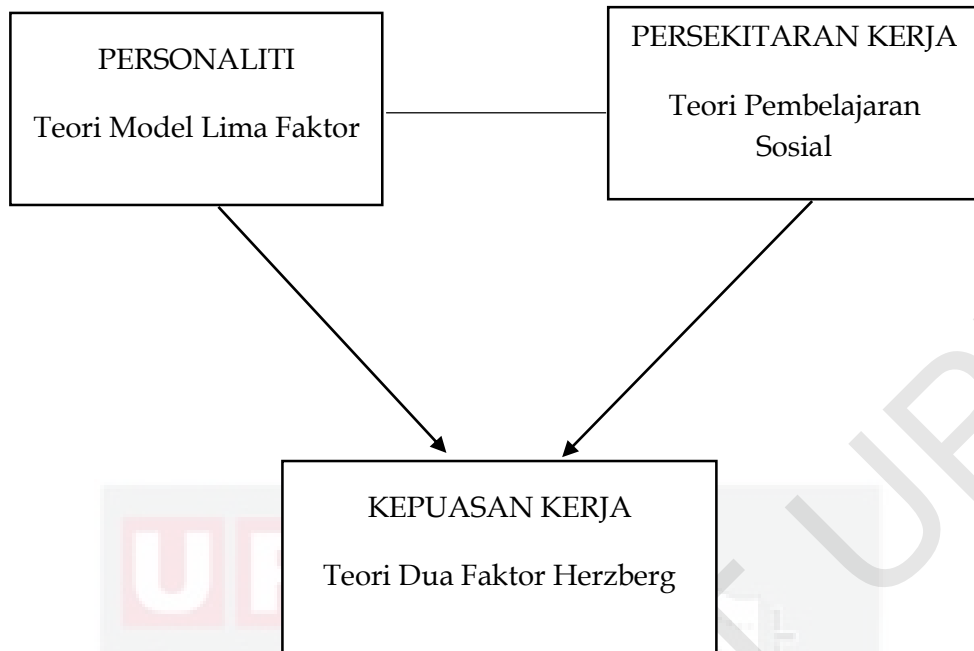 PERSONALITI
Teori Model Lima Faktor
PERSEKITARAN KERJA
Teori Pembelajaran
Sosial
KEPUASAN KERJA
Teori Dua Faktor Herzberg